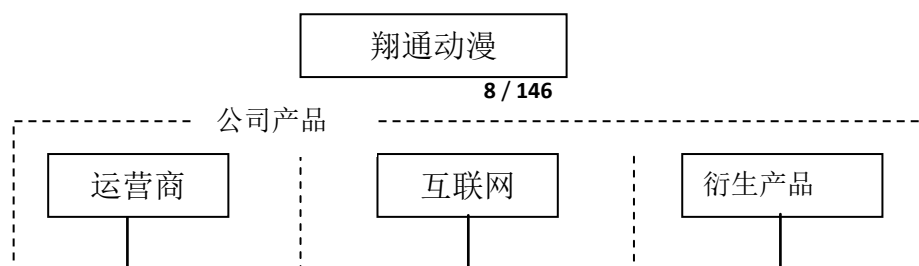 翔通动漫
8 / 146
公司产品
运营商
互联网
衍生产品